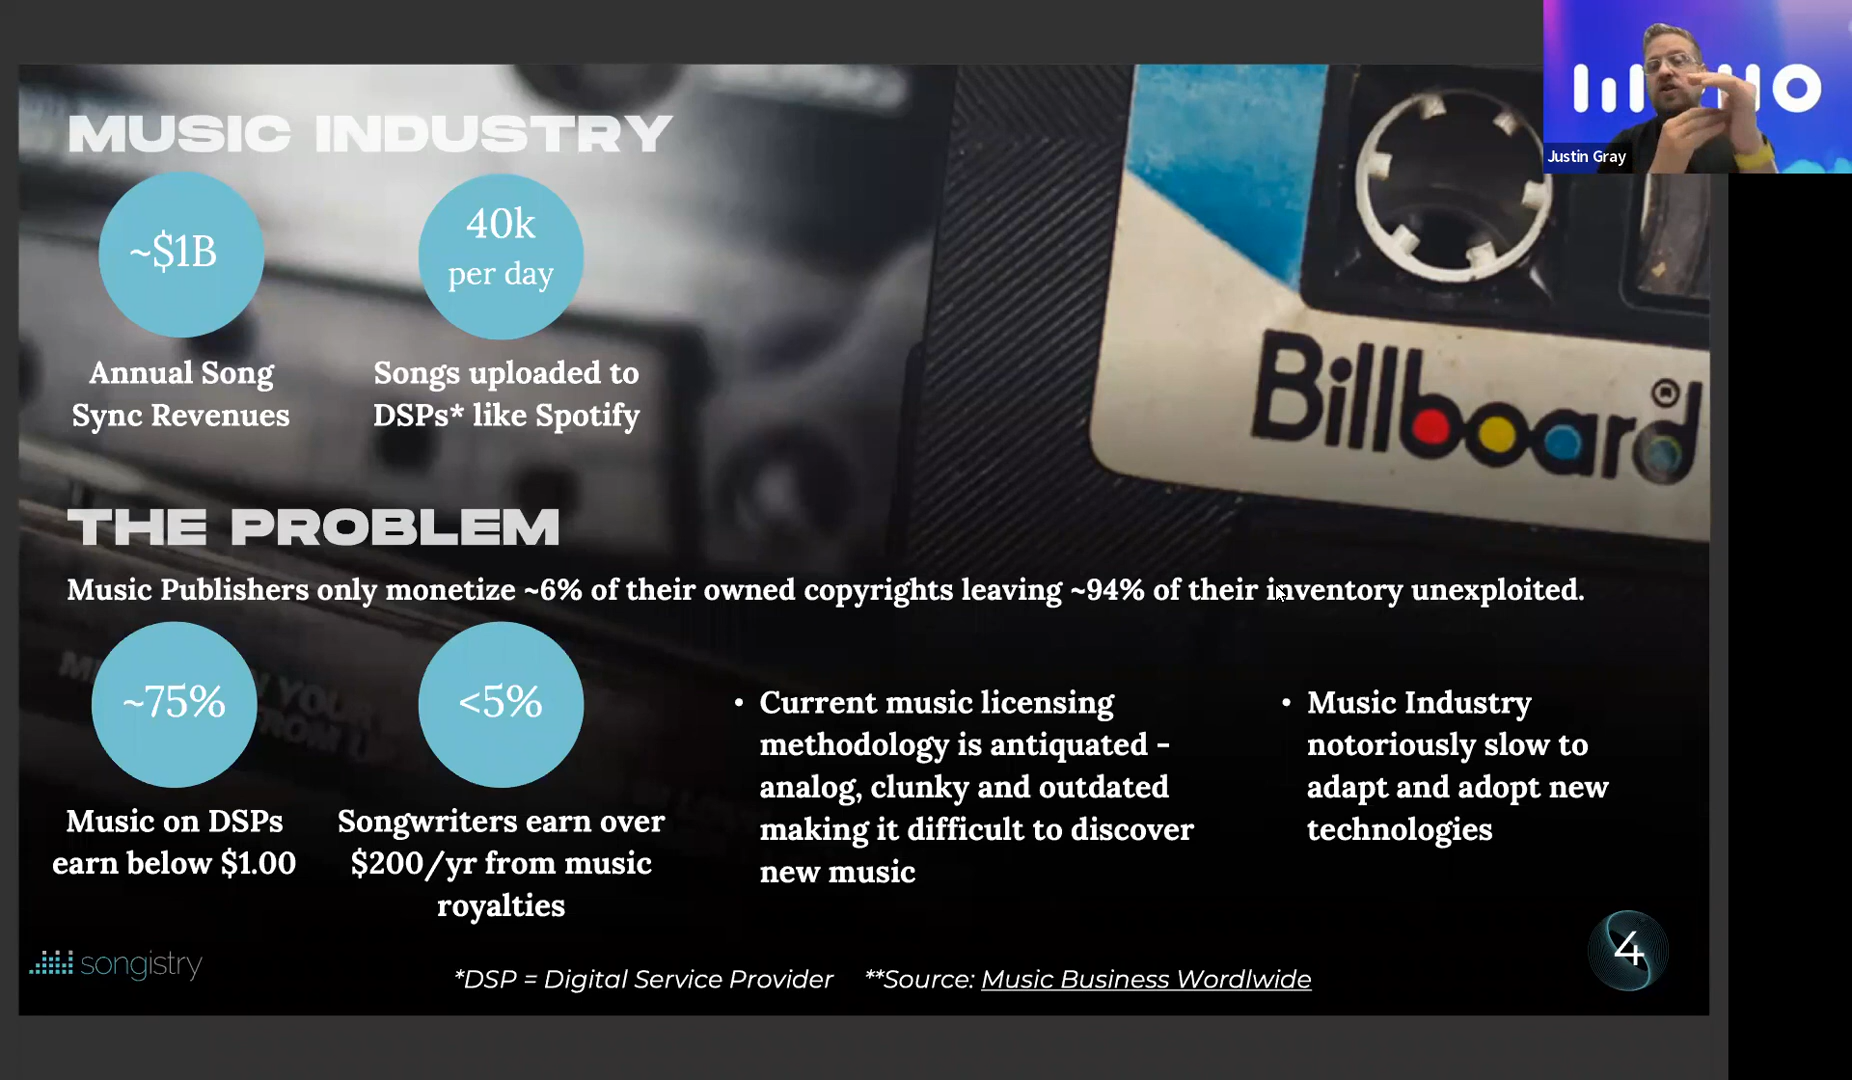 Justin Gray
MUSIC INDUSTRY
~$1B
Annual Song
Sync Revenues
40k
per day
Songs uploaded to
DSPs* like Spotify
Billboard
®
THE PROBLEM
Music Publishers only monetize ~6% of their owned copyrights leaving ~94% of their inventory unexploited.
~75%
Music on DSPs
earn below $1.00
<5%
Songwriters earn over
$200/yr from music
royalties
• Current music licensing
methodology is antiquated -
analog, clunky and outdated
making it difficult to discover
new music
• Music Industry
notoriously slow to
adapt and adopt new
technologies
songistry
*DSP = Digital Service Provider
**Source: Music Business Wordlwide
4